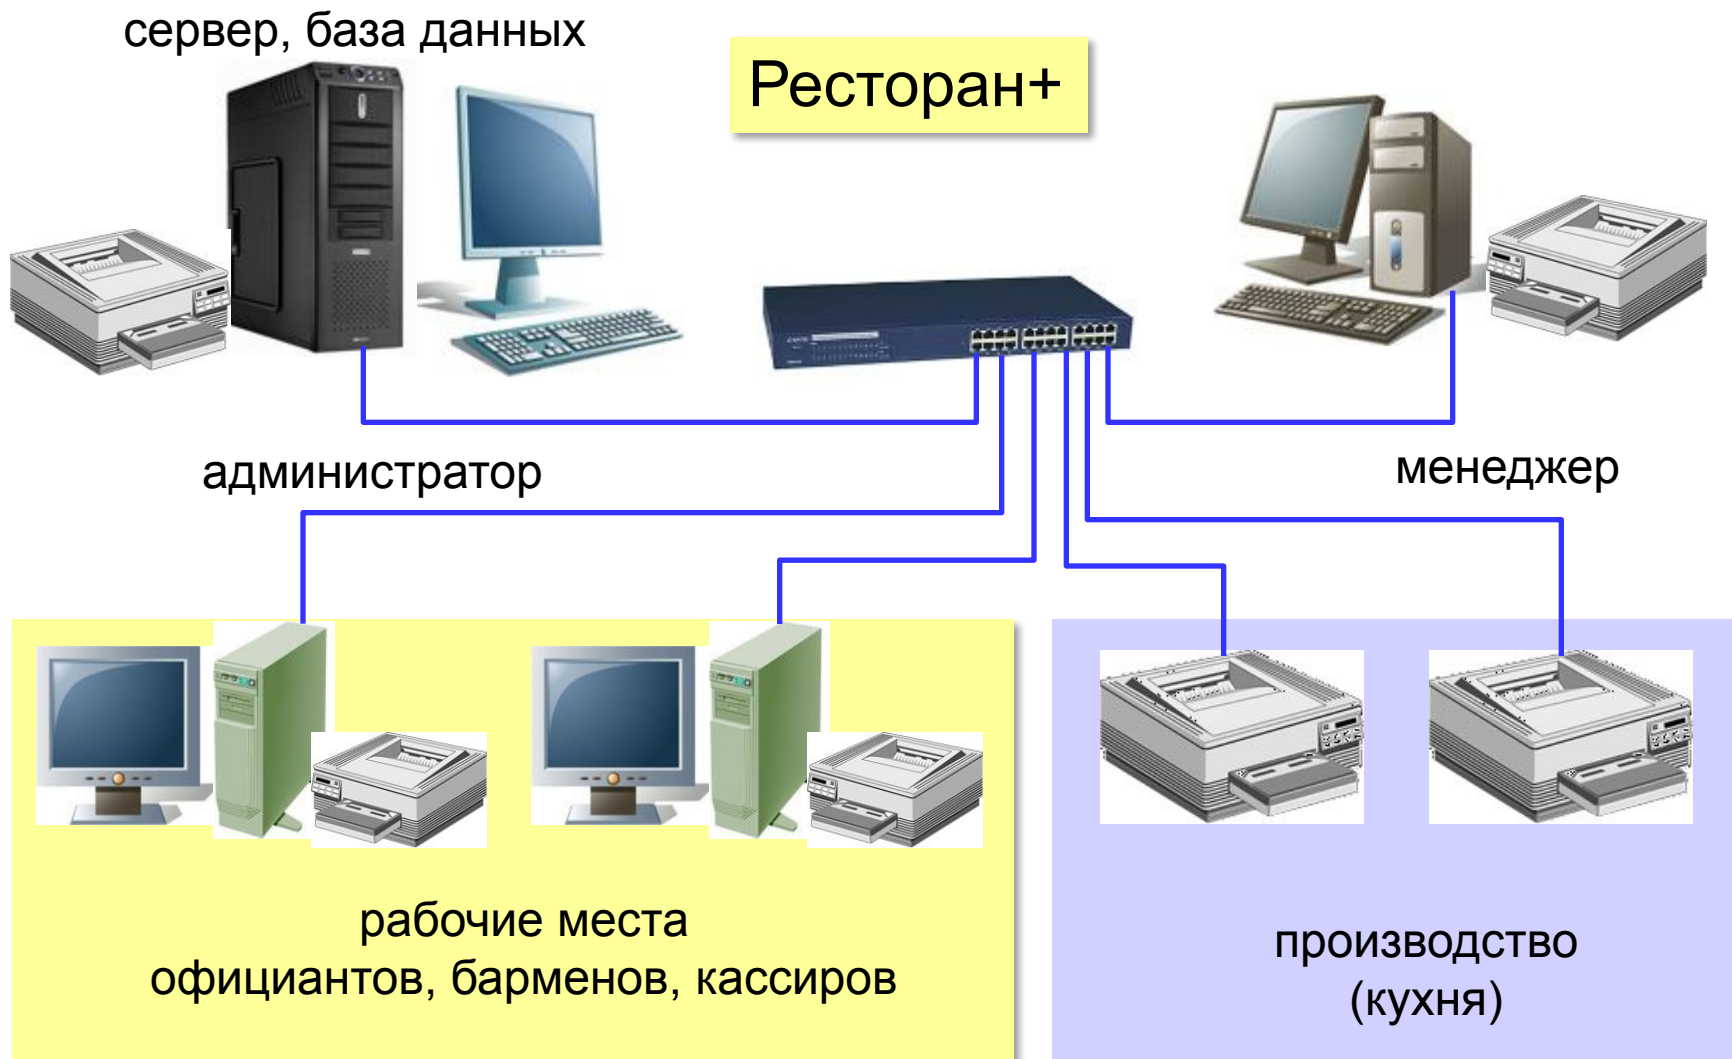 сервер, база данных
Ресторан+
администратор
менеджер
рабочие места
официантов, барменов, кассиров
производство
(кухня)